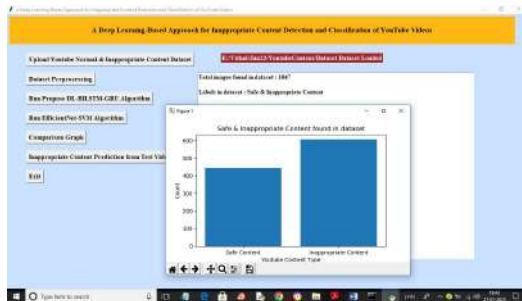 A Deep Learning-Based Approach for Inappropriate Content Detection and Classification of YouTube Videos
Upload Youtube Normal & Inappropriate Content Dataset
Dataset Loaded
Dataset Preprocessing
Total images found in dataset : 1047
Labels in dataset : Safe & Inappropriate Content
Run Propose DL-BILSTM-GRU Algorithm
Run EfficientNet-SVM Algorithm
Comparison Graph
Inappropriate Content Prediction from Test
Exit
Figure 1
Safe & Inappropriate Content found in dataset
600
500
400
300
200
100
0
Count
Safe Content
Inappropriate Content
Youtube Content Type
Type here to search